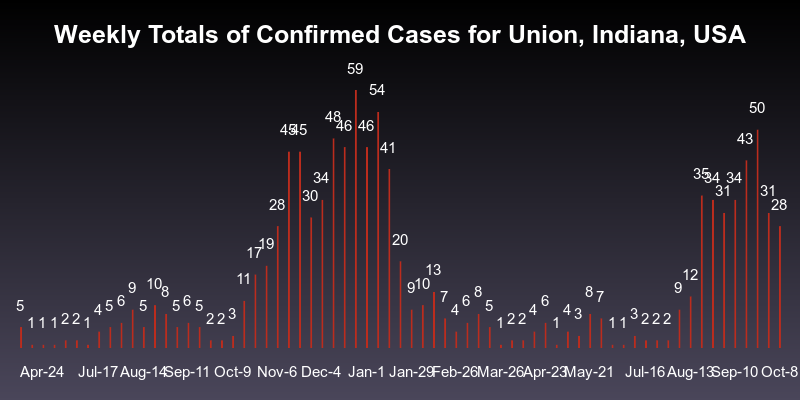 Weekly Totals of Confirmed Cases for Union, Indiana, USA
5 1 1 1 2 2 1 4 5 6 9 5 10 8 5 6 5 2 2 3 11 17 19 28 45 45 30 34 48 46 59 46 54 41 20 9 10 13 7 4 6 8 5 1 2 2 4 6 1 4 3 8 7 1 1 3 2 2 2 9 12 35 34 31 34 43 50 31 28
Apr-24 Jul-17 Aug-14 Sep-11 Oct-9 Nov-6 Dec-4 Jan-1 Jan-29 Feb-26 Mar-26 Apr-23 May-21 Jul-16 Aug-13 Sep-10 Oct-8